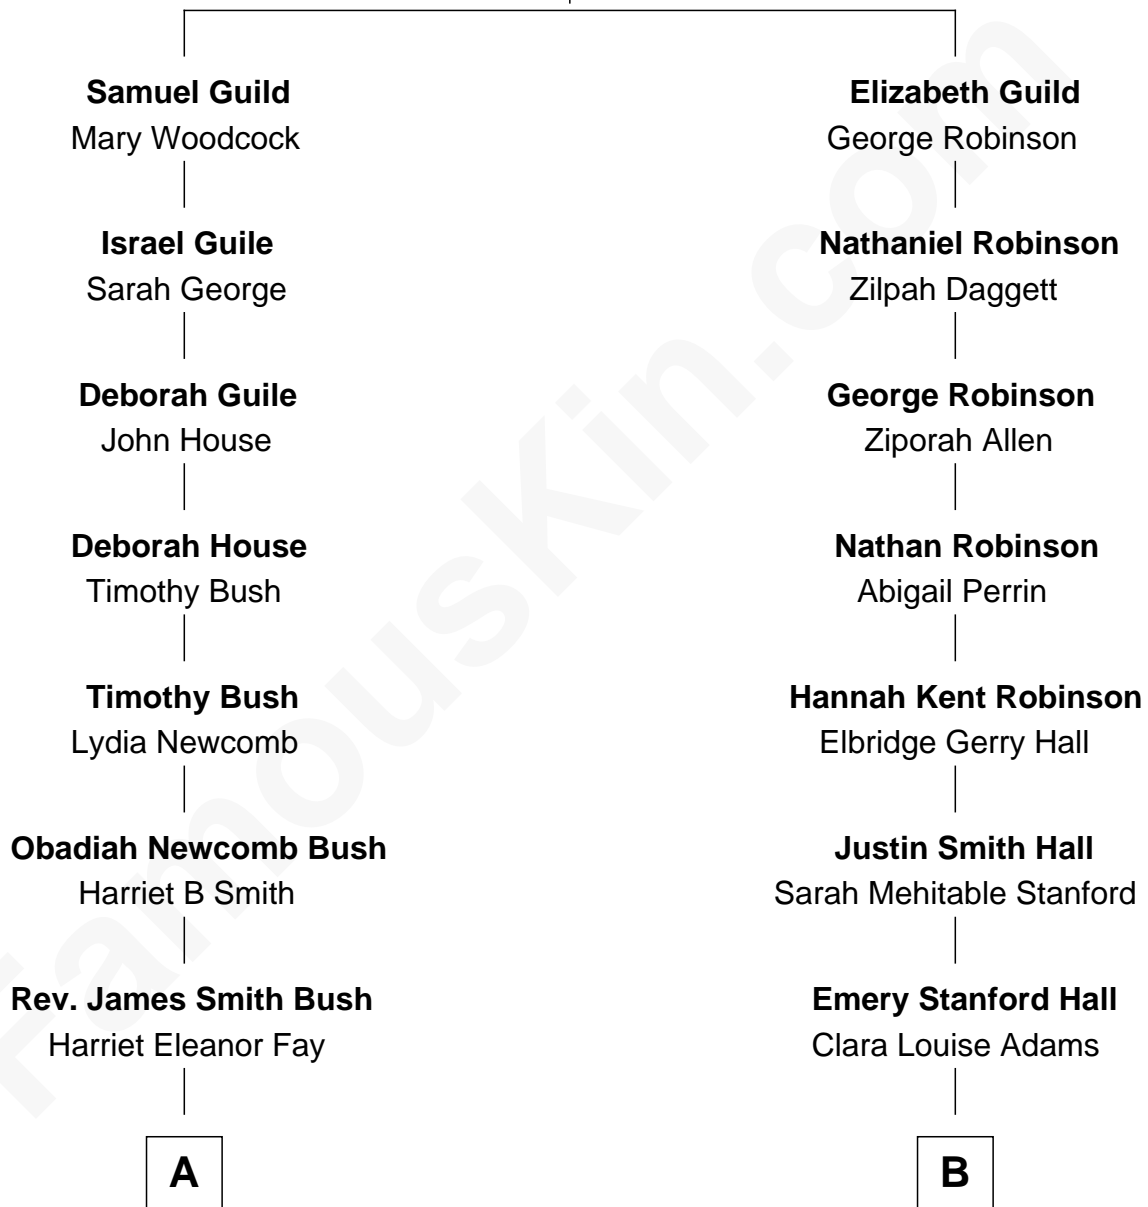 Samuel Guild
Mary Woodcock
Israel Guile
Sarah George
Deborah Guile
John House
Deborah House
Timothy Bush
Timothy Bush
Lydia Newcomb
Obadiah Newcomb Bush
Harriet B Smith
Rev. James Smith Bush
Harriet Eleanor Fay
A
Elizabeth Guild
George Robinson
Nathaniel Robinson
Zilpah Daggett
George Robinson
Ziporah Allen
Nathan Robinson
Abigail Perrin
Hannah Kent Robinson
Elbridge Gerry Hall
Justin Smith Hall
Sarah Mehitable Stanford
Emery Stanford Hall
Clara Louise Adams
B
FamousKin.com